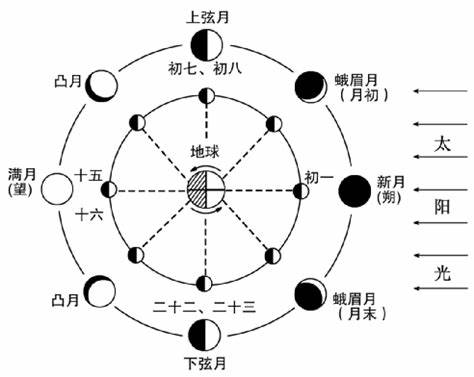 上弦月
初七、初八
凸月
蛾眉月
(月初)
太
地球
满月
(望)
十五
十六
初一
新月
(朔)
阳
凸月
二十二、二十三
蛾眉月
(月末)
光
下弦月